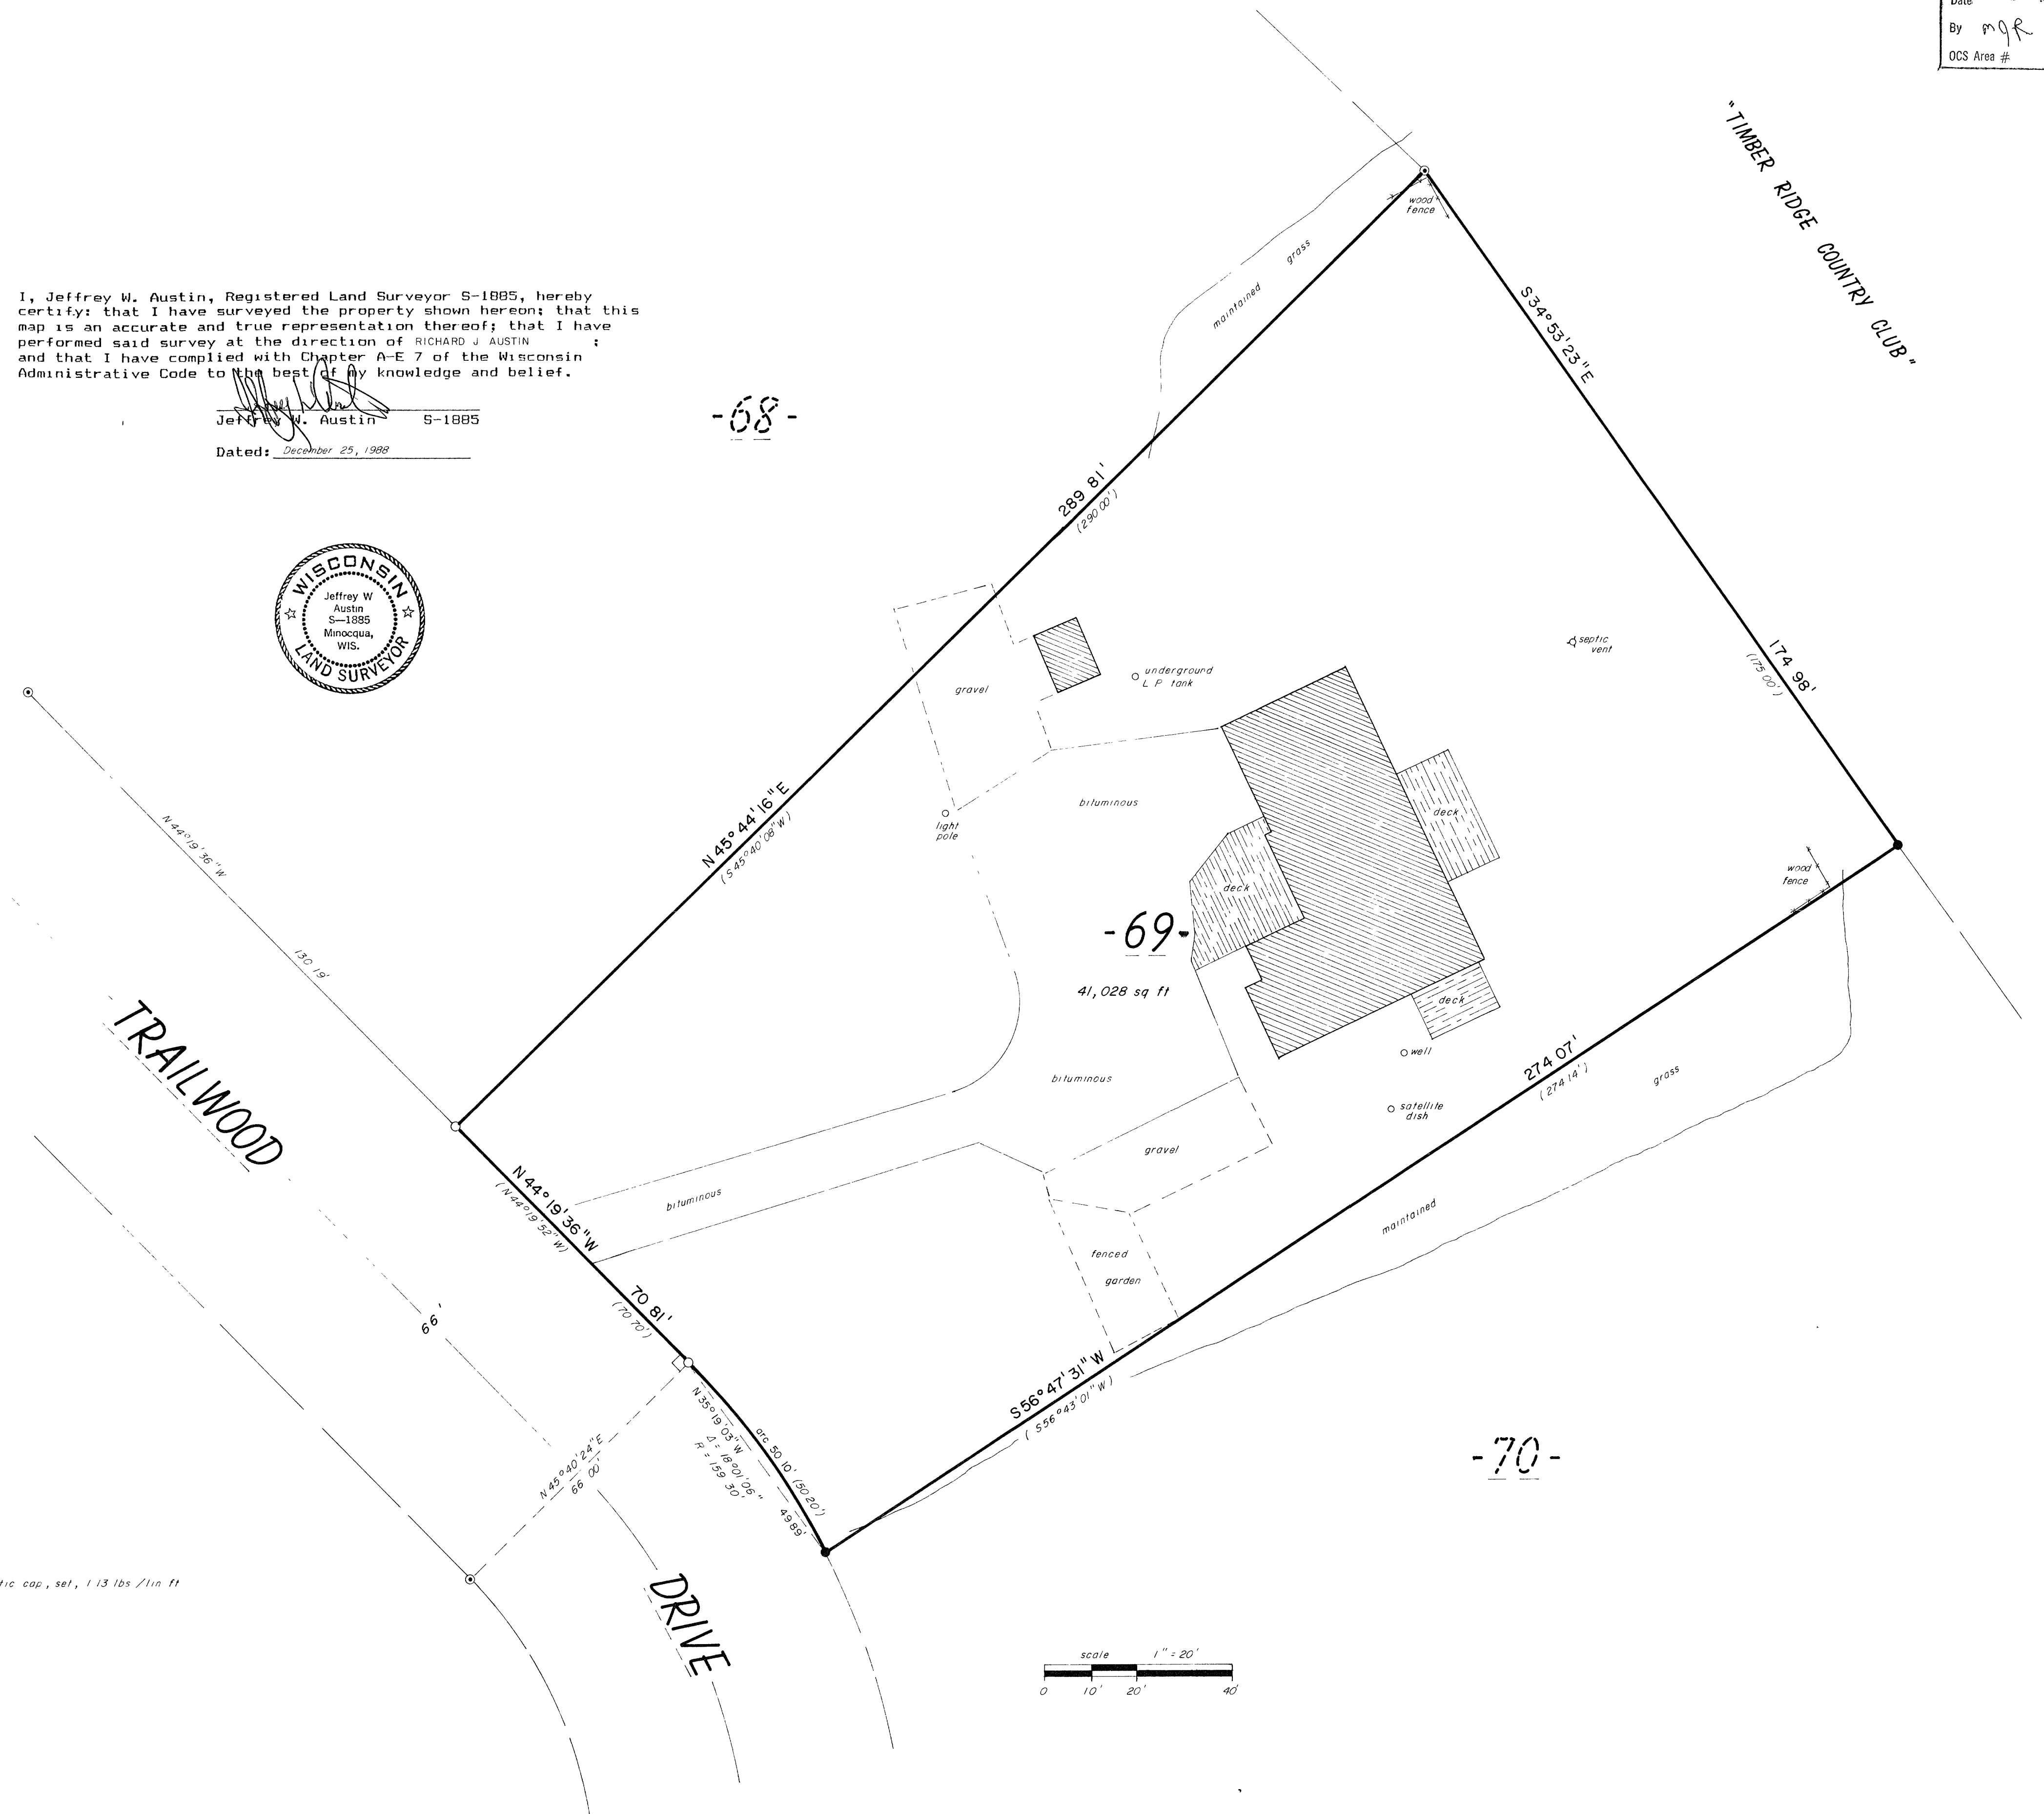 Date
By MJR
OCS Area #
"TIMBER RIDGE COUNTRY CLUB"
I, Jeffrey W. Austin, Registered Land Surveyor S-1885, hereby
certify: that I have surveyed the property shown hereon; that this
map is an accurate and true representation thereof; that I have
performed said survey at the direction of RICHARD J AUSTIN ;
and that I have complied with Chapter A-E 7 of the Wisconsin
Administrative Code to the best of my knowledge and belief.
Jeffrey W. Austin S-1885
Dated: December 25, 1988
WISCONSIN
Jeffrey W
Austin
S—1885
Minocqua,
WIS.
LAND SURVEYOR
-68-
wood
fence
maintained grass
S 34° 53' 23" E
174 98'
(175 00')
289 81'
(290 00')
N 45° 44' 16" E
(S 45° 40' 08" W)
septic
vent
underground
L P tank
gravel
bituminous
light
pole
deck
deck
-69-
41,028 sq ft
deck
wood
fence
well
satellite
dish
bituminous
gravel
bituminous
fenced
garden
274 07'
(274 14')
maintained grass
S 56° 47' 31" W
(S 56° 43' 01" W)
-70-
N 44° 19' 36" W
130 19'
TRAILWOOD
66'
N 44° 19' 36" W
(N 44° 19' 52" W)
70 81'
(70 70')
N 45° 40' 24" E
66 00'
arc 50 10' (50 20')
N 35° 19' 03" W
49 89'
Δ = 18° 01' 06"
R = 159 30'
DRIVE
tic cap, set, 1 13 lbs /lin ft
scale 1" = 20'
0 10' 20' 40'